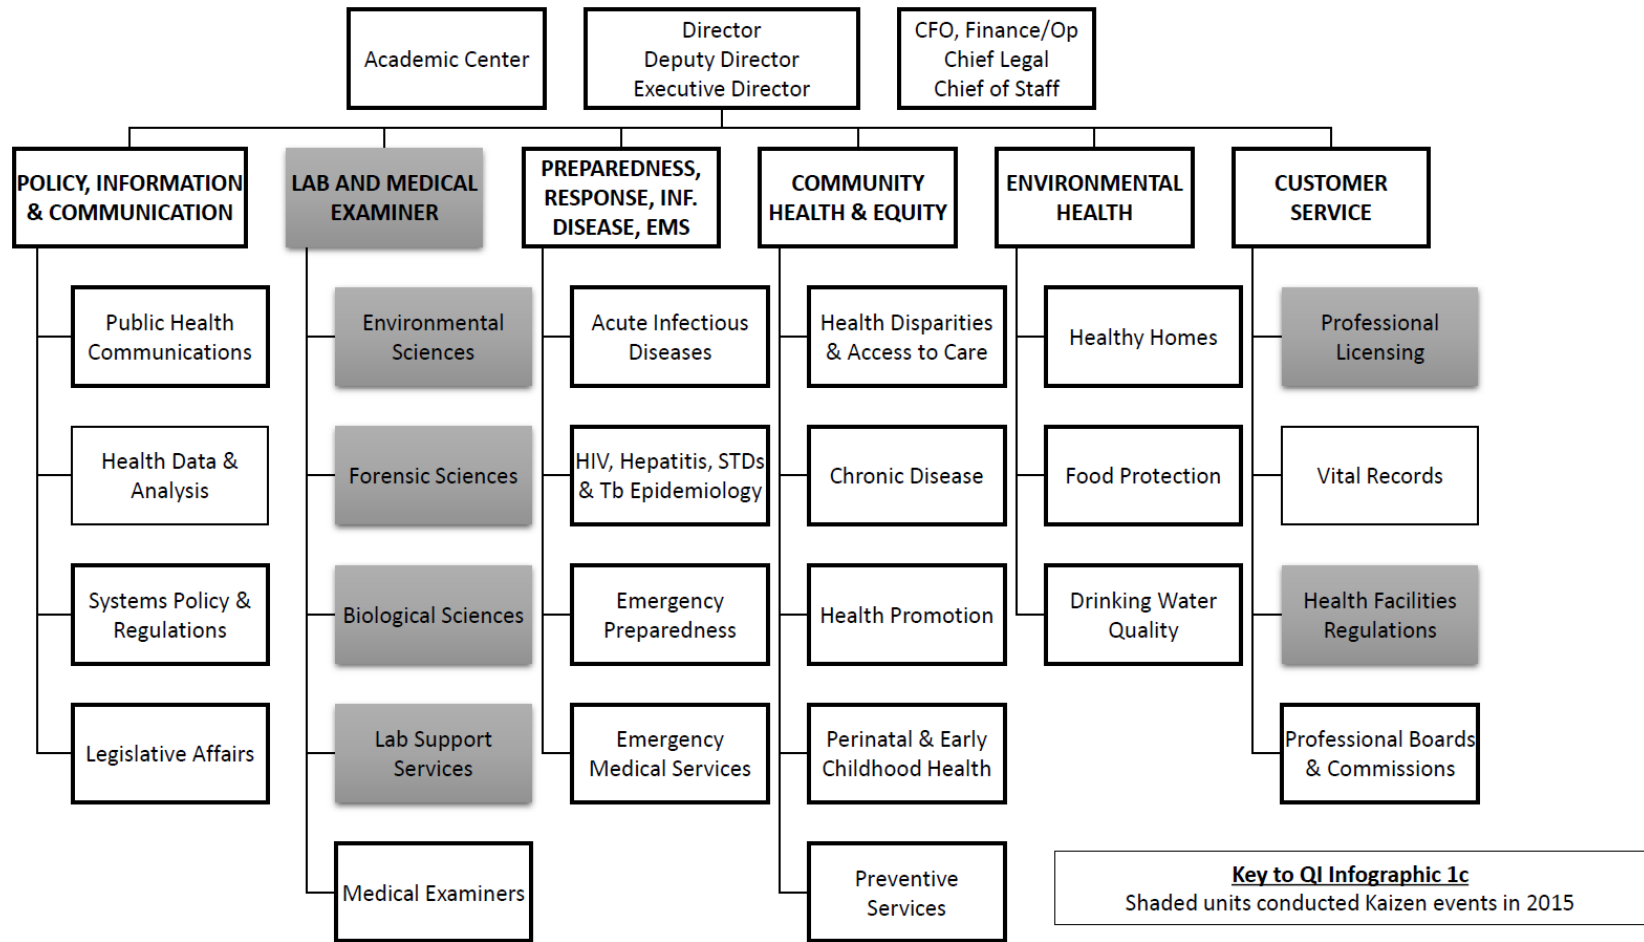 Academic Center
Director
Deputy Director
Executive Director
CFO, Finance/Op
Chief Legal
Chief of Staff
POLICY, INFORMATION
& COMMUNICATION
Public Health
Communications
Health Data &
Analysis
Systems Policy &
Regulations
Legislative Affairs
LAB AND MEDICAL
EXAMINER
Environmental
Sciences
Forensic Sciences
Biological Sciences
Lab Support
Services
Medical Examiners
PREPAREDNESS,
RESPONSE, INF.
DISEASE, EMS
Acute Infectious
Diseases
HIV, Hepatitis, STDs
& Tb Epidemiology
Emergency
Preparedness
Emergency
Medical Services
COMMUNITY
HEALTH & EQUITY
Health Disparities
& Access to Care
Chronic Disease
Health Promotion
Perinatal & Early
Childhood Health
Preventive
Services
ENVIRONMENTAL
HEALTH
Healthy Homes
Food Protection
Drinking Water
Quality
CUSTOMER
SERVICE
Professional
Licensing
Vital Records
Health Facilities
Regulations
Professional Boards
& Commissions
Key to QI Infographic 1c
Shaded units conducted Kaizen events in 2015